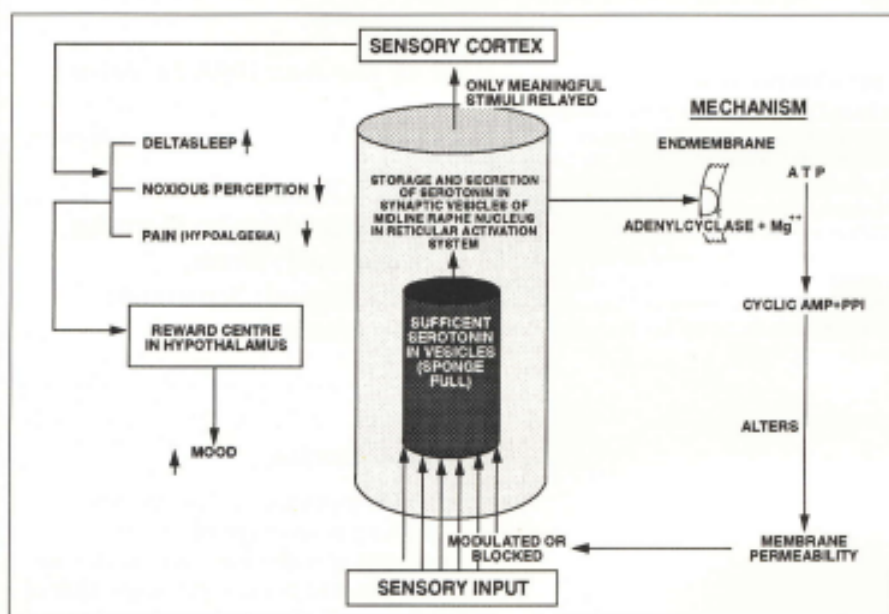 SENSORY CORTEX
ONLY MEANINGFUL
STIMULI RELAYED
MECHANISM
DELTASLEEP
NOXIOUS PERCEPTION
PAIN (HYPOALGESIA)
REWARD CENTRE
IN HYPOTHALAMUS
MOOD
STORAGE AND SECRETION
OF SEROTONIN IN
SYNAPTIC VESICLES OF
MIDLINE RAPHE NUCLEUS
IN RETICULAR ACTIVATION
SYSTEM
SUFFICENT
SEROTONIN
IN VESICLES
(SPONGE
FULL)
MODULATED OR
BLOCKED
SENSORY INPUT
ENDMEMBRANE
ATP
ADENYLCYCLASE + Mg++
CYCLIC AMP+PPI
ALTERS
MEMBRANE
PERMEABILITY